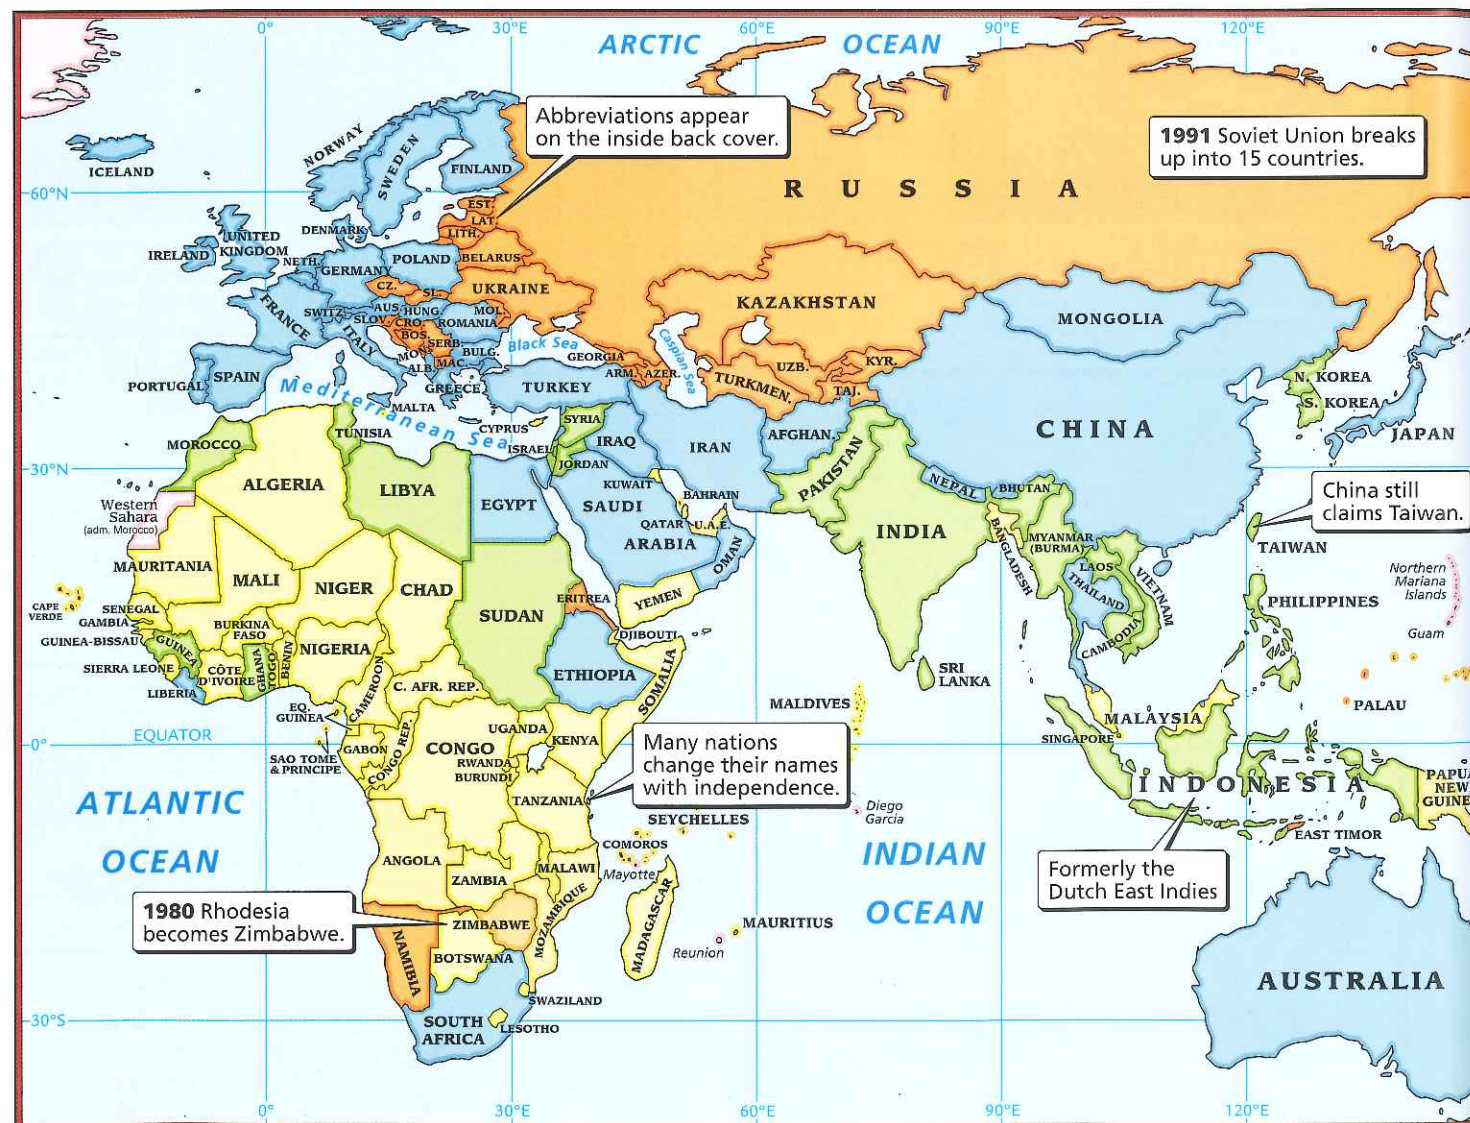 0°
30°E
60°E
90°E
120°E
ARCTIC OCEAN
Abbreviations appear
on the inside back cover.
1991 Soviet Union breaks
up into 15 countries.
ICELAND
NORWAY
SWEDEN
FINLAND
RUSSIA
60°N
EST.
LAT.
LITH.
DENMARK
UNITED
KINGDOM
IRELAND
NETH.
GERMANY
POLAND
BELARUS
CZ.
SL.
UKRAINE
KAZAKHSTAN
MONGOLIA
FRANCE
SWITZ.
AUS.
HUNG.
MOL.
SLOV.
CRO.
ROMANIA
BOS.
SERB.
ITALY
MON.
BULG.
Black Sea
GEORGIA
Caspian Sea
UZB.
KYR.
ALB.
MAC.
ARM.
AZER.
TURKMEN.
TAJ.
N. KOREA
S. KOREA
JAPAN
PORTUGAL
SPAIN
Mediterranean Sea
GREECE
TURKEY
CHINA
MALTA
CYPRUS
SYRIA
MOROCCO
TUNISIA
ISRAEL
IRAQ
IRAN
AFGHAN.
PAKISTAN
30°N
JORDAN
ALGERIA
LIBYA
EGYPT
KUWAIT
BAHRAIN
NEPAL
BHUTAN
China still
claims Taiwan.
Western
Sahara
(adm. Morocco)
SAUDI
ARABIA
QATAR
U.A.E.
OMAN
INDIA
BANGLADESH
MYANMAR
(BURMA)
LAOS
TAIWAN
MAURITANIA
MALI
NIGER
CHAD
SUDAN
ERITREA
YEMEN
THAILAND
VIETNAM
CAMBODIA
Northern
Mariana
Islands
PHILIPPINES
Guam
CAPE
VERDE
SENEGAL
GAMBIA
GUINEA-BISSAU
GUINEA
SIERRA LEONE
LIBERIA
BURKINA
FASO
CÔTE
D'IVOIRE
GHANA
TOGO
BENIN
NIGERIA
CAMEROON
C. AFR. REP.
DJIBOUTI
ETHIOPIA
SOMALIA
SRI
LANKA
MALDIVES
PALAU
EQ.
GUINEA
MALAYSIA
SINGAPORE
0°
EQUATOR
SAO TOME
& PRINCIPE
GABON
CONGO REP.
CONGO
UGANDA
KENYA
RWANDA
BURUNDI
Many nations
change their names
with independence.
INDONESIA
PAPUA
NEW
GUINE
ATLANTIC
OCEAN
TANZANIA
SEYCHELLES
Diego
Garcia
EAST TIMOR
INDIAN
OCEAN
Formerly the
Dutch East Indies
ANGOLA
ZAMBIA
MALAWI
COMOROS
Mayotte
MOZAMBIQUE
MADAGASCAR
1980 Rhodesia
becomes Zimbabwe.
ZIMBABWE
NAMIBIA
BOTSWANA
MAURITIUS
Reunion
AUSTRALIA
SWAZILAND
30°S
SOUTH
AFRICA
LESOTHO
0°
30°E
60°E
90°E
120°E